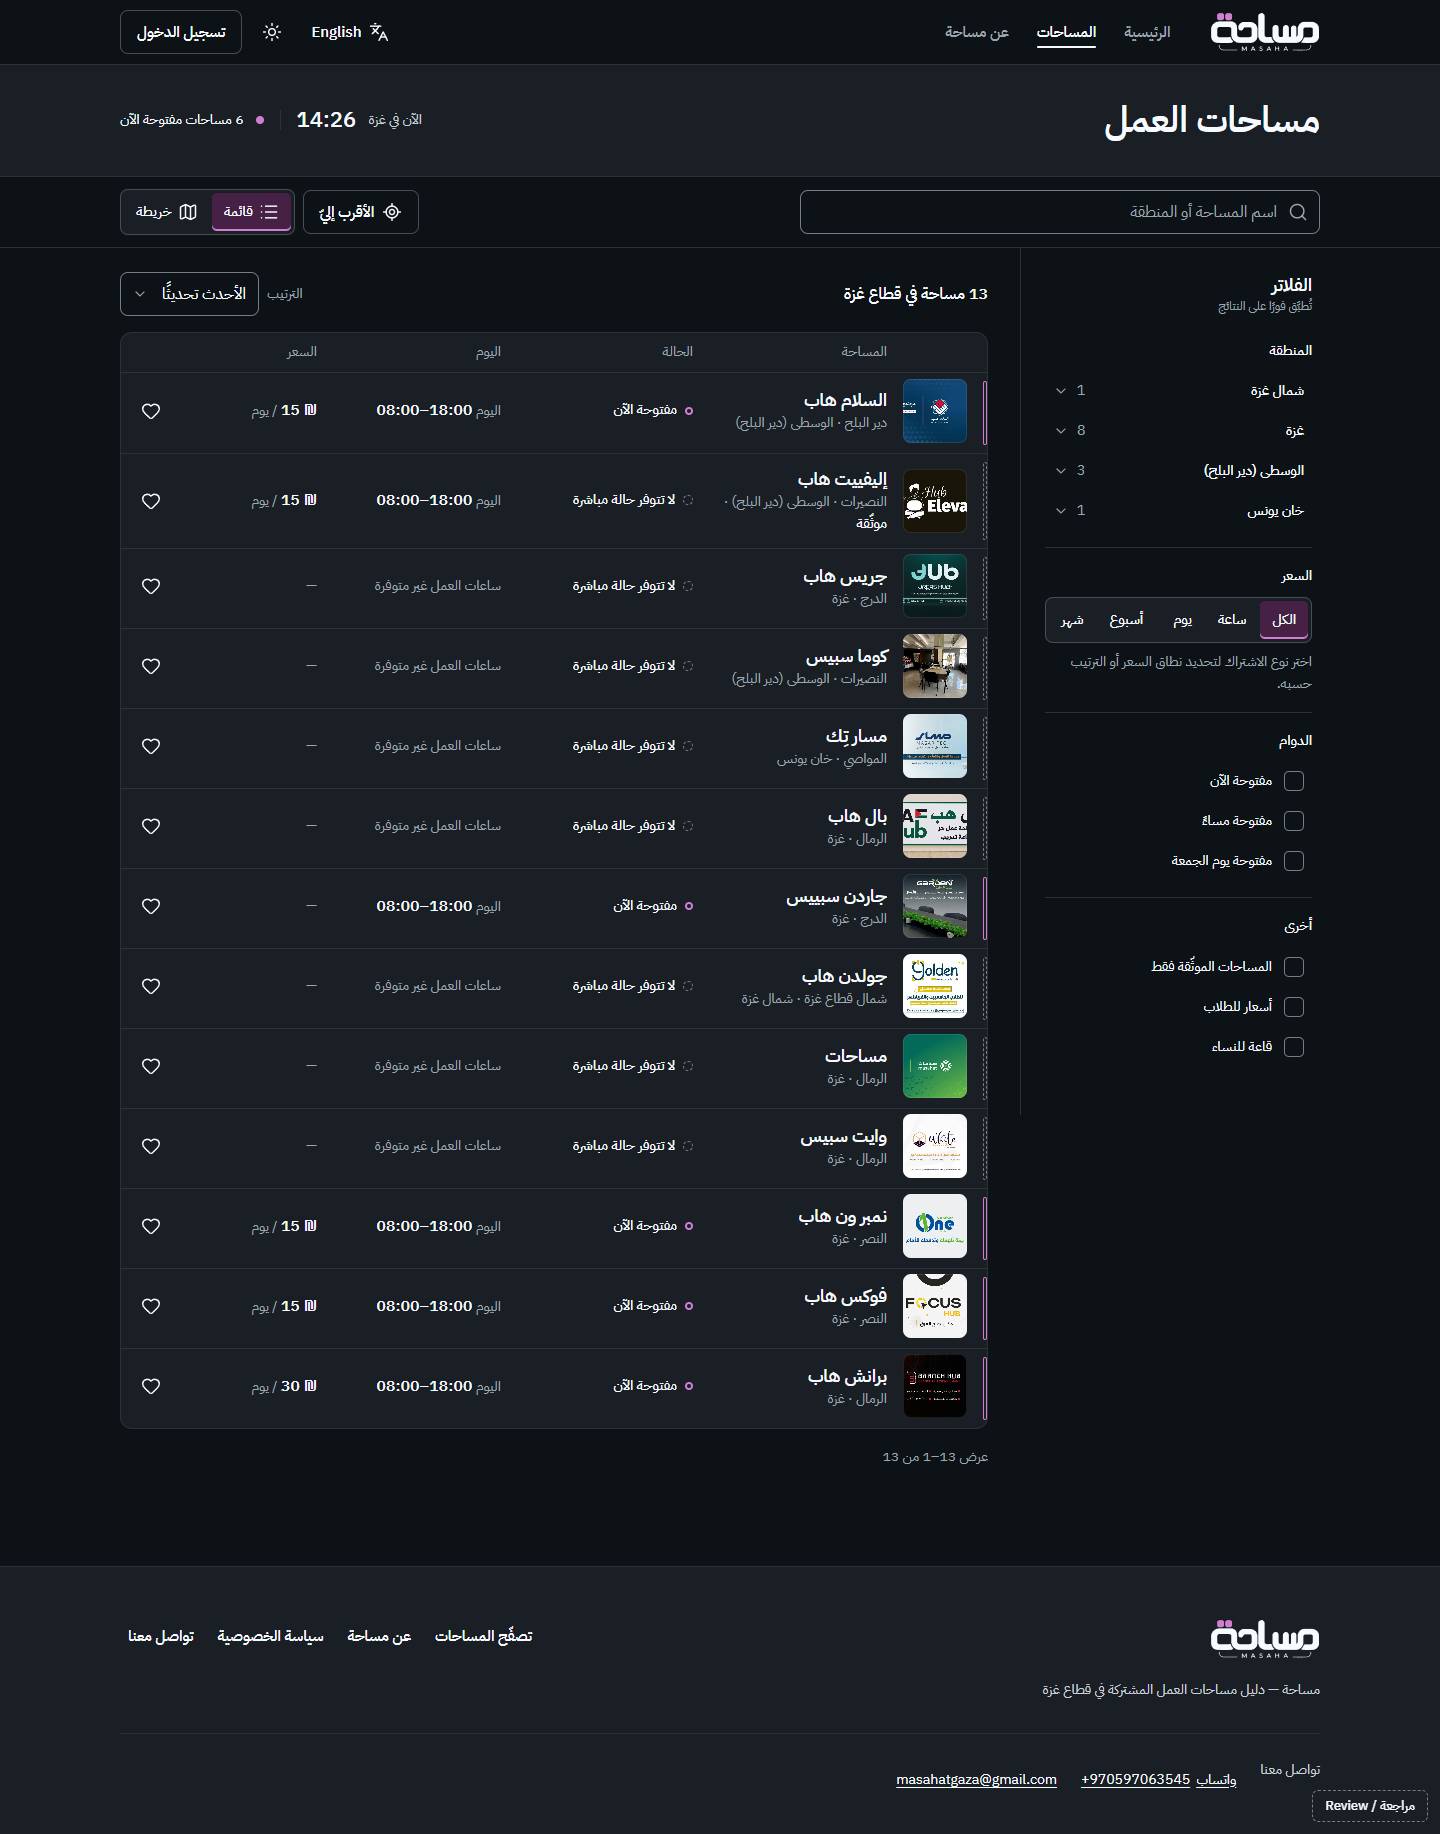 مساحة
MASAHA
الرئيسية
المساحات
عن مساحة
English
تسجيل الدخول
مساحات العمل
الآن في غزة 14:26
6 مساحات مفتوحة الآن
اسم المساحة أو المنطقة
الأقرب إليّ
قائمة
خريطة
الفلاتر
تُطبَّق فورًا على النتائج
المنطقة
شمال غزة 1
غزة 8
الوسطى (دير البلح) 3
خان يونس 1
السعر
الكل ساعة يوم أسبوع شهر
اختر نوع الاشتراك لتحديد نطاق السعر أو الترتيب
حسبه.
الدوام
مفتوحة الآن
مفتوحة مساءً
مفتوحة يوم الجمعة
أخرى
المساحات الموثّقة فقط
أسعار للطلاب
قاعة للنساء
13 مساحة في قطاع غزة
الترتيب الأحدث تحديثًا
المساحة الحالة اليوم السعر
السلام هاب
دير البلح · الوسطى (دير البلح)
مفتوحة الآن
اليوم 08:00–18:00
₪ 15 / يوم
Hub
Eleva
إليفييت هاب
النصيرات · الوسطى (دير البلح) ·
موثّقة
لا تتوفر حالة مباشرة
اليوم 08:00–18:00
₪ 15 / يوم
جريس هاب
الدرج · غزة
لا تتوفر حالة مباشرة
ساعات العمل غير متوفرة
—
كوما سبيس
النصيرات · الوسطى (دير البلح)
لا تتوفر حالة مباشرة
ساعات العمل غير متوفرة
—
مسار تِك
المواصي · خان يونس
لا تتوفر حالة مباشرة
ساعات العمل غير متوفرة
—
بال هاب
الرمال · غزة
لا تتوفر حالة مباشرة
ساعات العمل غير متوفرة
—
GARDEN
جاردن سبييس
الدرج · غزة
مفتوحة الآن
اليوم 08:00–18:00
—
golden
جولدن هاب
شمال قطاع غزة · شمال غزة
لا تتوفر حالة مباشرة
ساعات العمل غير متوفرة
—
مساحات
الرمال · غزة
لا تتوفر حالة مباشرة
ساعات العمل غير متوفرة
—
وايت سبيس
الرمال · غزة
لا تتوفر حالة مباشرة
ساعات العمل غير متوفرة
—
One
نمبر ون هاب
النصر · غزة
مفتوحة الآن
اليوم 08:00–18:00
₪ 15 / يوم
FOCUS
HUB
فوكس هاب
النصر · غزة
مفتوحة الآن
اليوم 08:00–18:00
₪ 15 / يوم
BRANCH HUB
برانش هاب
الرمال · غزة
مفتوحة الآن
اليوم 08:00–18:00
₪ 30 / يوم
عرض 13–1 من 13
مساحة
MASAHA
تصفّح المساحات
عن مساحة
سياسة الخصوصية
تواصل معنا
مساحة — دليل مساحات العمل المشتركة في قطاع غزة
تواصل معنا
واتساب +970597063545
masahatgaza@gmail.com
مراجعة / Review